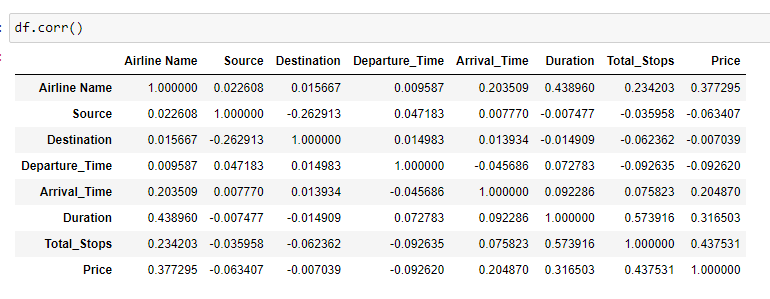 df.corr()
Airline Name Source Destination Departure_Time Arrival_Time Duration Total_Stops Price
Airline Name 1.000000 0.022608 0.015667 0.009587 0.203509 0.438960 0.234203 0.377295
Source 0.022608 1.000000 -0.262913 0.047183 0.007770 -0.007477 -0.035958 -0.063407
Destination 0.015667 -0.262913 1.000000 0.014983 0.013934 -0.014909 -0.062362 -0.007039
Departure_Time 0.009587 0.047183 0.014983 1.000000 -0.045686 0.072783 -0.092635 -0.092620
Arrival_Time 0.203509 0.007770 0.013934 -0.045686 1.000000 0.092286 0.075823 0.204870
Duration 0.438960 -0.007477 -0.014909 0.072783 0.092286 1.000000 0.573916 0.316503
Total_Stops 0.234203 -0.035958 -0.062362 -0.092635 0.075823 0.573916 1.000000 0.437531
Price 0.377295 -0.063407 -0.007039 -0.092620 0.204870 0.316503 0.437531 1.000000